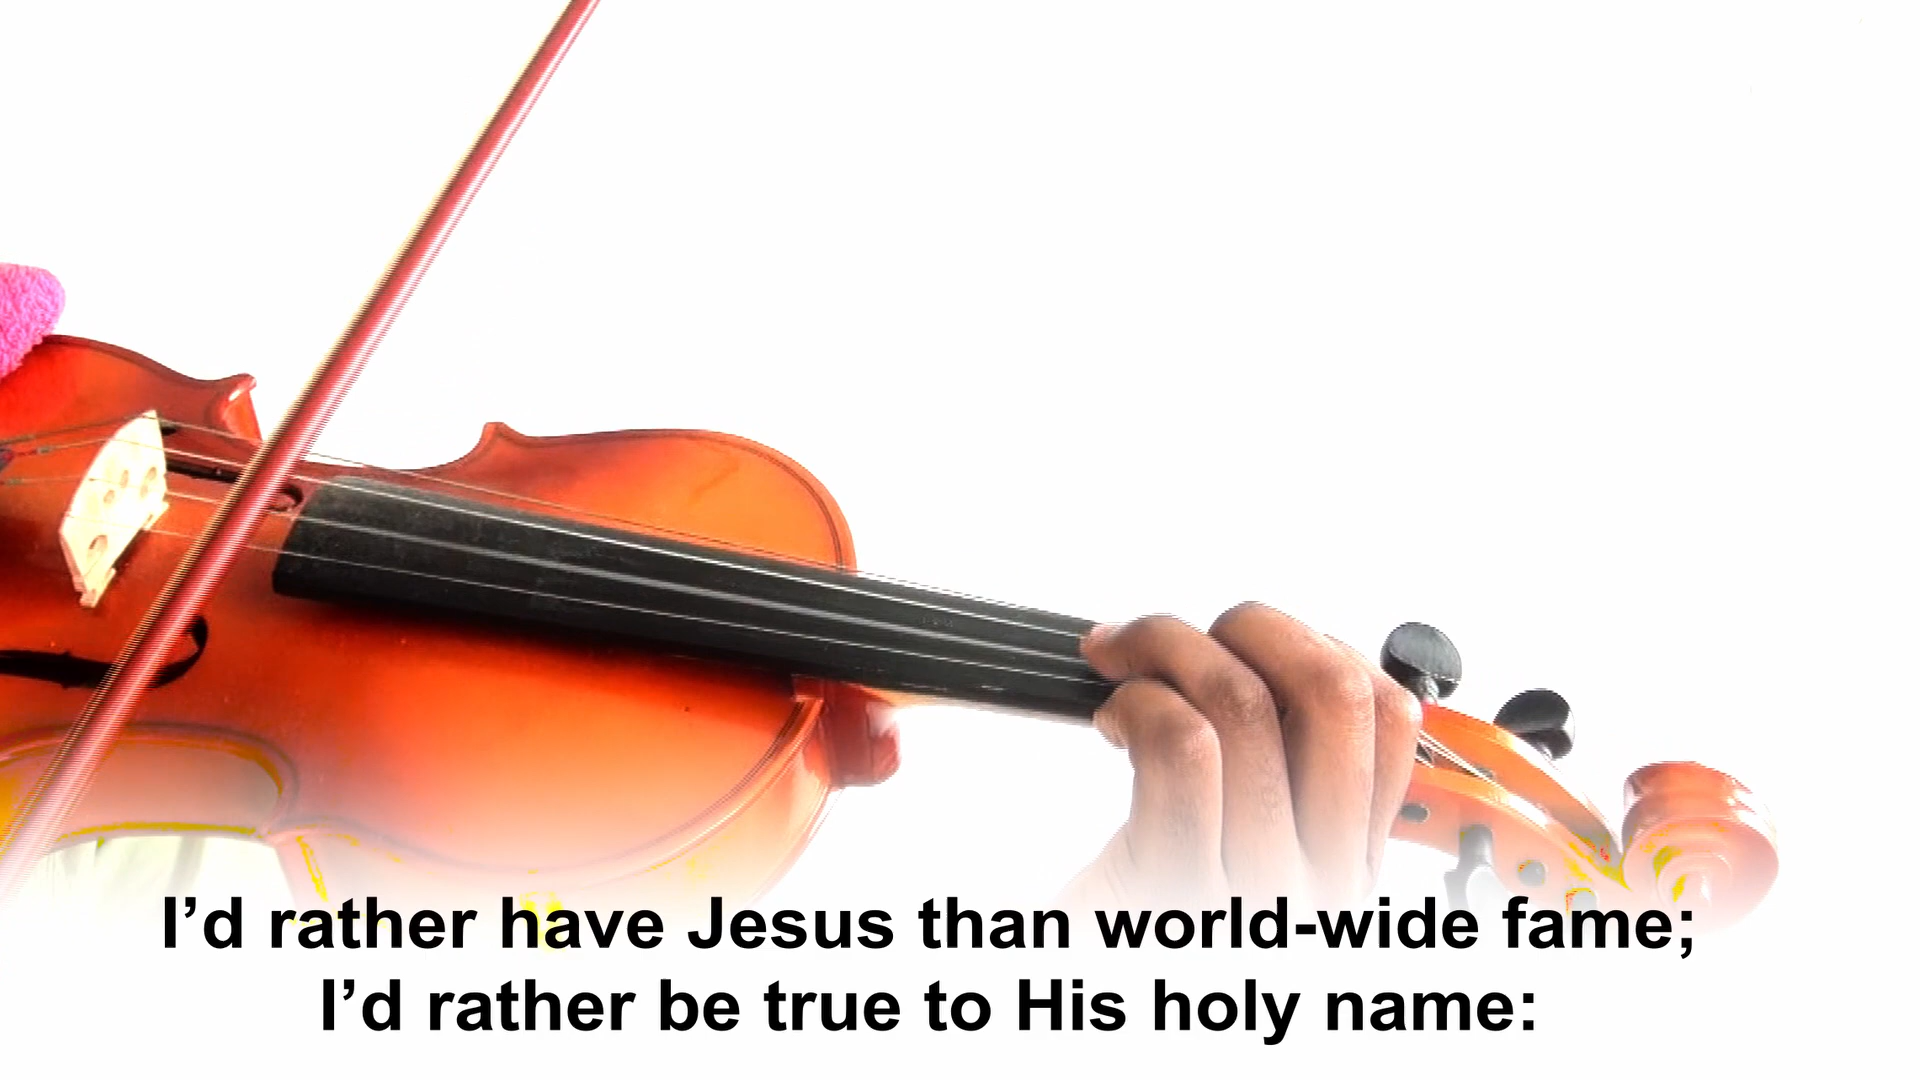 I’d rather have Jesus than world-wide fame;
I’d rather be true to His holy name: